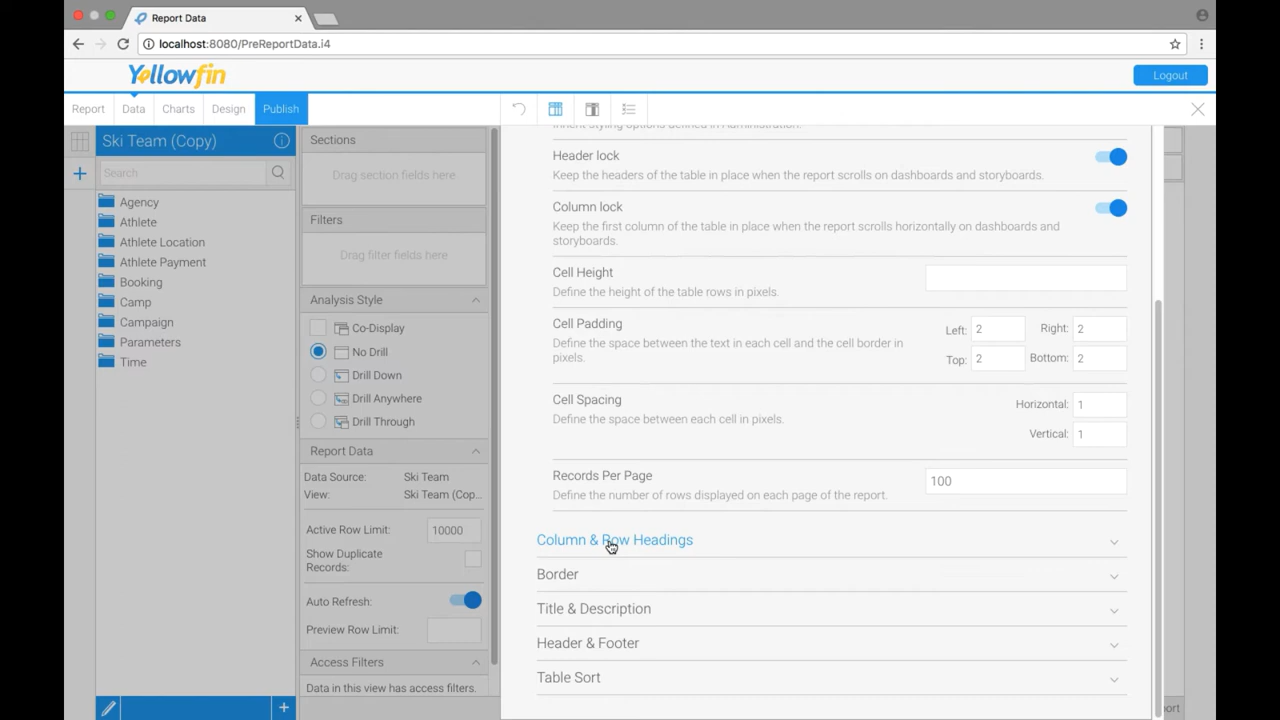 Report Data
localhost:8080/PreReportData.i4
Yellowfin
Logout
Report
Data
Charts
Design
Publish
Ski Team (Copy)
Search
Agency
Athlete
Athlete Location
Athlete Payment
Booking
Camp
Campaign
Parameters
Time
Sections
Drag section fields here
Filters
Drag filter fields here
Analysis Style
Co-Display
No Drill
Drill Down
Drill Anywhere
Drill Through
Report Data
Data Source: Ski Team
View: Ski Team (Cop...
Active Row Limit: 10000
Show Duplicate
Records:
Auto Refresh:
Preview Row Limit:
Access Filters
Data in this view has access filters.
Inherit styling options defined in Administration.
Header lock
Keep the headers of the table in place when the report scrolls on dashboards and storyboards.
Column lock
Keep the first column of the table in place when the report scrolls horizontally on dashboards and
storyboards.
Cell Height
Define the height of the table rows in pixels.
Cell Padding
Define the space between the text in each cell and the cell border in
pixels.
Left: 2 Right: 2
Top: 2 Bottom: 2
Cell Spacing
Define the space between each cell in pixels.
Horizontal: 1
Vertical: 1
Records Per Page
Define the number of rows displayed on each page of the report.
100
Column & Row Headings
Border
Title & Description
Header & Footer
Table Sort